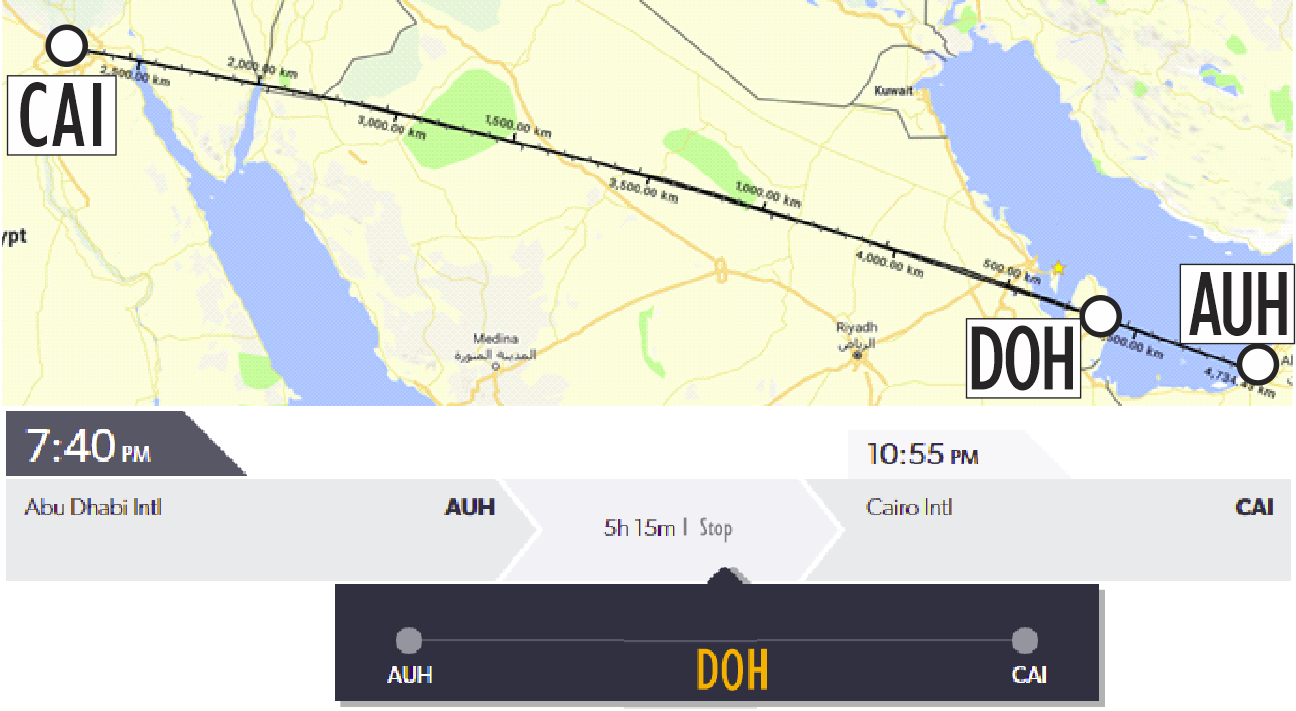 CAI
2,500.00 km
2,000.00 km
3,000.00 km
1,500.00 km
Kuwait
3,500.00 km
1,000.00 km
ypt
4,000.00 km
500.00 km
AUH
Medina
المدينة المنورة
Riyadh
الرياض
DOH
7:40 PM
10:55 PM
Abu Dhabi Intl AUH
5h 15m | Stop
Cairo Intl CAI
AUH DOH CAI